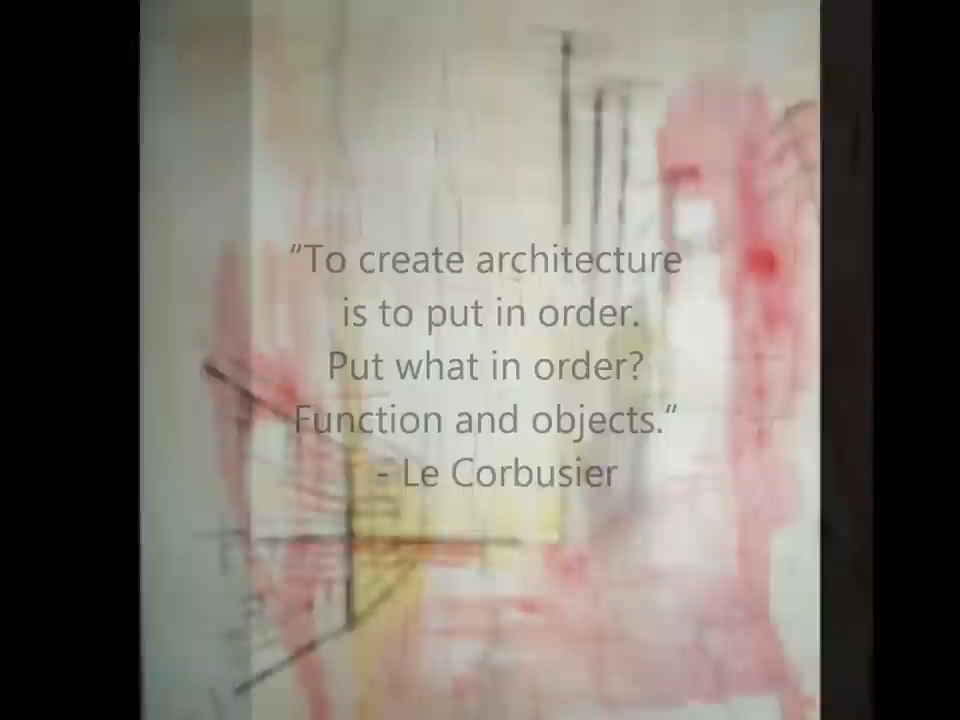 “To create architecture
is to put in order.
Put what in order?
Function and objects.”
- Le Corbusier